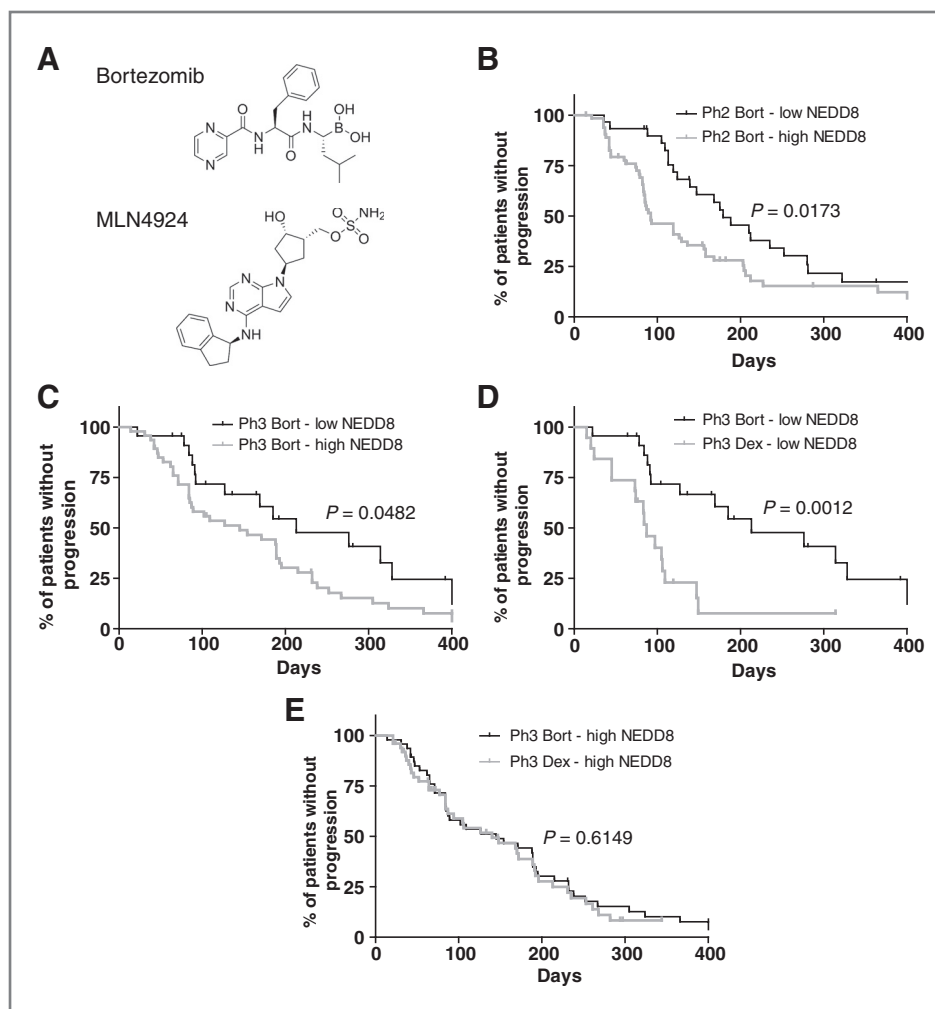 A
Bortezomib
O
N
N
N
H
O
H
N
B
OH
OH
MLN4924
HO
O
S
NH2
O
O
N
N
N
HN
B
% of patients without
progression
100
75
50
25
0
0 100 200 300 400
Days
Ph2 Bort - low NEDD8
Ph2 Bort - high NEDD8
P = 0.0173
C
% of patients without
progression
100
75
50
25
0
0 100 200 300 400
Days
Ph3 Bort - low NEDD8
Ph3 Bort - high NEDD8
P = 0.0482
D
% of patients without
progression
100
75
50
25
0
0 100 200 300 400
Days
Ph3 Bort - low NEDD8
Ph3 Dex - low NEDD8
P = 0.0012
E
% of patients without
progression
100
75
50
25
0
0 100 200 300 400
Days
Ph3 Bort - high NEDD8
Ph3 Dex - high NEDD8
P = 0.6149